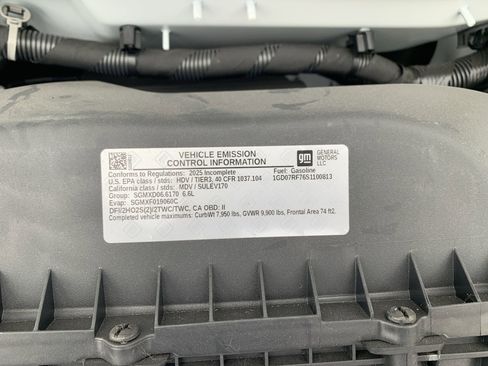 VEHICLE EMISSION
CONTROL INFORMATION
gm
GENERAL
MOTORS
LLC
Conforms to Regulations: 2025 Incomplete Fuel: Gasoline
U.S. EPA class / stds: HDV / TIER3, 40 CFR 1037.104 1GD07RF76S1100813
California class / stds: MDV / SULEV170
Group: SGMXD06.6170 6.6L
Evap: SGMXF019060C
DFI/2HO2S(2)/2TWC/TWC, CA OBD: II
Completed vehicle maximums: CurbWt 7,950 lbs, GVWR 9,900 lbs, Frontal Area 74 ft2.